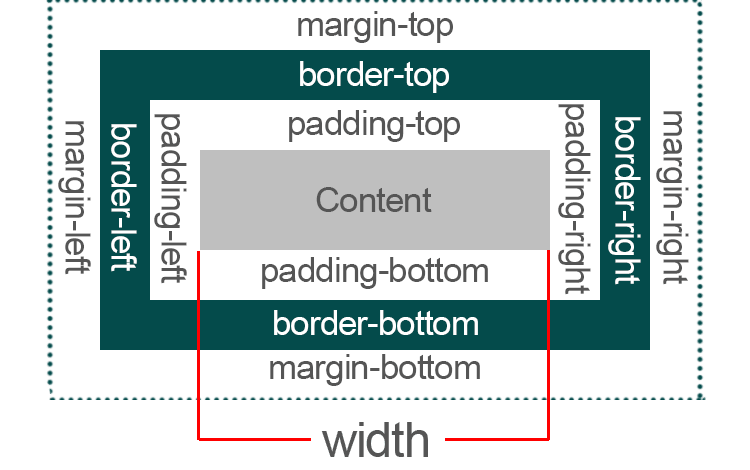 margin-top
border-top
padding-top
margin-left
border-left
padding-left
Content
padding-right
border-right
margin-right
padding-bottom
border-bottom
margin-bottom
width